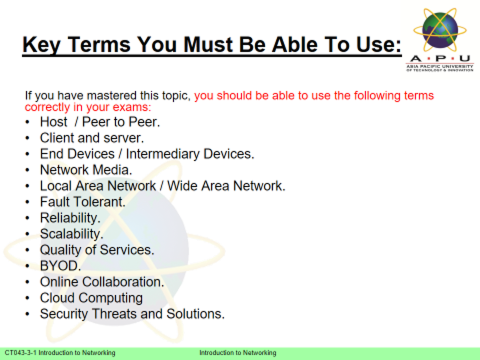 Key Terms You Must Be Able To Use:
A • P • U
ASIA PACIFIC UNIVERSITY
OF TECHNOLOGY & INNOVATION
If you have mastered this topic, you should be able to use the following terms
correctly in your exams:
• Host / Peer to Peer.
• Client and server.
• End Devices / Intermediary Devices.
• Network Media.
• Local Area Network / Wide Area Network.
• Fault Tolerant.
• Reliability.
• Scalability.
• Quality of Services.
• BYOD.
• Online Collaboration.
• Cloud Computing
• Security Threats and Solutions.
CT043-3-1 Introduction to Networking
Introduction to Networking